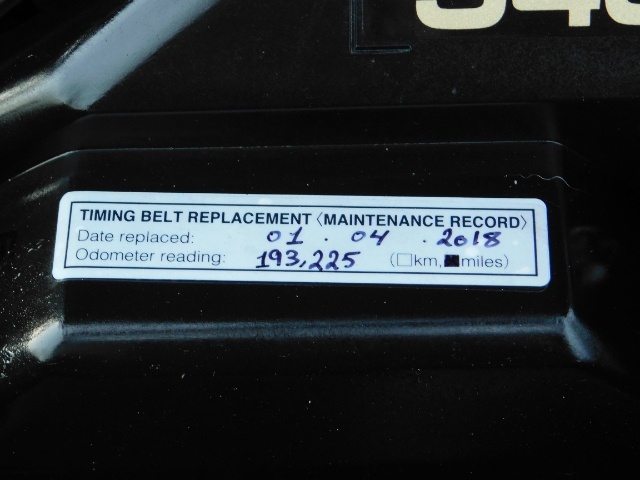 TIMING BELT REPLACEMENT〈MAINTENANCE RECORD〉
Date replaced: 01 . 04 . 2018
Odometer reading: 193,225 (☐km,■miles)